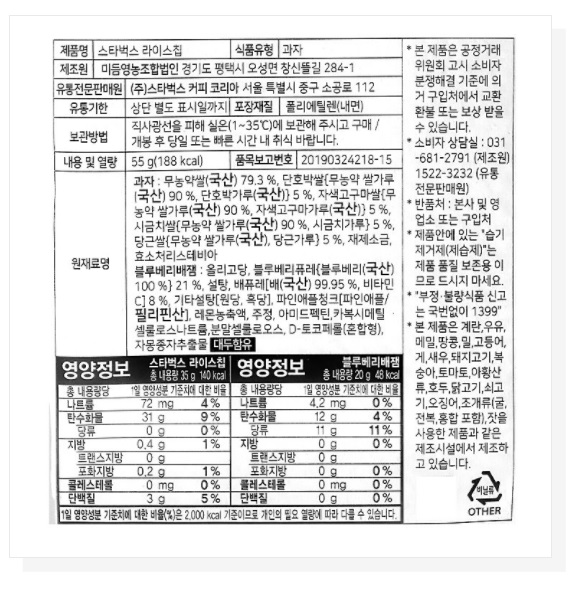 제품명 스타벅스 라이스칩 식품유형 과자
제조원 미듬영농조합법인 경기도 평택시 오성면 창신뜰길 284-1
유통전문판매원 (주)스타벅스 커피 코리아 서울 특별시 중구 소공로 112
유통기한 상단 별도 표시일까지 포장재질 폴리에틸렌(내면)
보관방법 직사광선을 피해 실온(1~35℃)에 보관해 주시고 구매 /
개봉 후 당일 또는 빠른 시간 내 취식 바랍니다.
내용 및 열량 55 g(188 kcal) 품목보고번호 20190324218-15
원재료명
과자 : 무농약쌀(국산) 79.3 %, 단호박쌀{무농약 쌀가루
(국산) 90 %, 단호박가루(국산)} 5 %, 자색고구마쌀{무
농약 쌀가루(국산) 90 %, 자색고구마가루(국산)} 5 %,
시금치쌀{무농약 쌀가루(국산) 90 %, 시금치가루} 5 %,
당근쌀{무농약 쌀가루(국산), 당근가루} 5 %, 재제소금,
효소처리스테비아
블루베리배잼 : 올리고당, 블루베리퓨레{블루베리(국산)
100 %} 21 %, 설탕, 배퓨레[배(국산) 99.95 %, 비타민
C] 8 %, 기타설탕[원당, 흑당], 파인애플청크[파인애플/
필리핀산], 레몬농축액, 주정, 아미드펙틴,카복시메틸
셀룰로스나트륨,분말셀룰로오스, D-토코페롤(혼합형),
자몽종자추출물 대두함유
영양정보 스타벅스 라이스칩
총 내용량 35 g 140 kcal
총 내용량당 1일 영양성분 기준치에 대한 비율
나트륨 72 mg 4 %
탄수화물 31 g 9 %
당류 0 g 0 %
지방 0.4 g 1 %
트랜스지방 0 g
포화지방 0.2 g 1 %
콜레스테롤 0 mg 0 %
단백질 3 g 5 %
영양정보 블루베리배잼
총 내용량 20 g 48 kcal
총 내용량당 1일 영양성분 기준치에 대한 비율
나트륨 4.2 mg 0 %
탄수화물 12 g 4 %
당류 11 g 11 %
지방 0 g 0 %
트랜스지방 0 g
포화지방 0 g 0 %
콜레스테롤 0 mg 0 %
단백질 0 g 0 %
1일 영양성분 기준치에 대한 비율(%)은 2,000 kcal 기준이므로 개인의 필요 열량에 따라 다를 수 있습니다.
* 본 제품은 공정거래
위원회 고시 소비자
분쟁해결 기준에 의
거 구입처에서 교환
환불 또는 보상 받을
수 있습니다.
* 소비자 상담실 : 031
-681-2791 (제조원)
1522-3232 (유통
전문판매원)
* 반품처 : 본사 및 영
업소 또는 구입처
* 제품안에 있는 "습기
제거제(제습제)"는
제품 품질 보존용 이
므로 드시지 마세요.
* "부정·불량식품 신고
는 국번없이 1399"
* 본 제품은 계란,우유,
메밀,땅콩,밀,고등어,
게,새우,돼지고기,복
숭아,토마토,아황산
류,호두,닭고기,쇠고
기,오징어,조개류(굴,
전복,홍합 포함),잣을
사용한 제품과 같은
제조시설에서 제조하
고 있습니다.
비닐류
OTHER